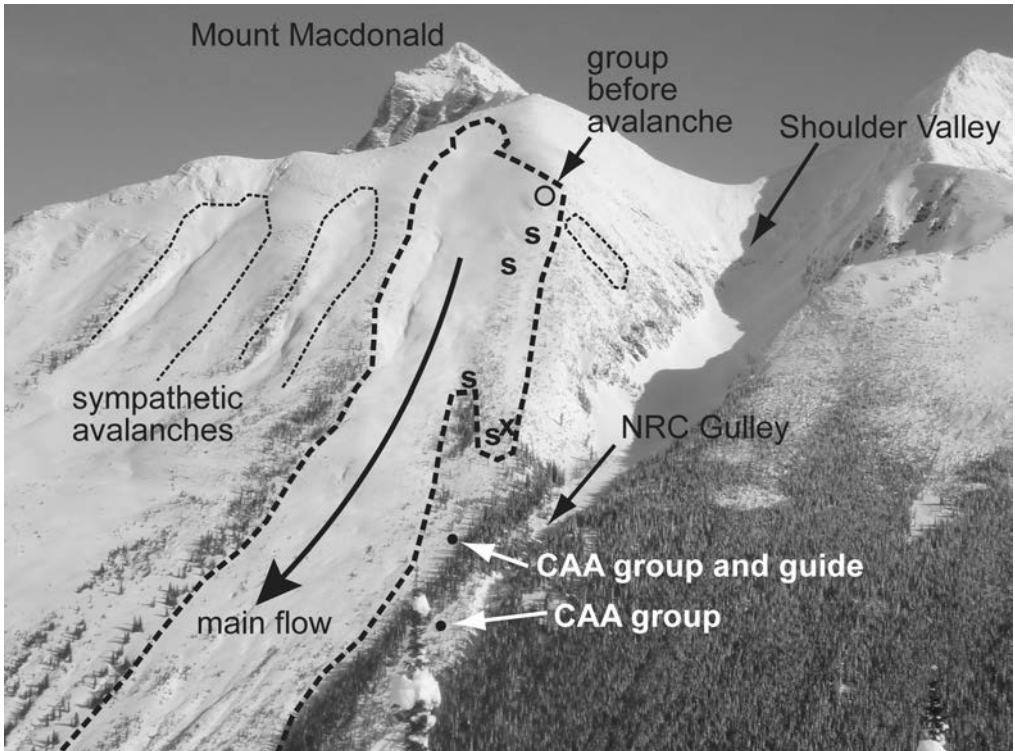 Mount Macdonald
group
before
avalanche
Shoulder Valley
s
s
sympathetic
avalanches
s
s x
NRC Gulley
CAA group and guide
main flow
CAA group